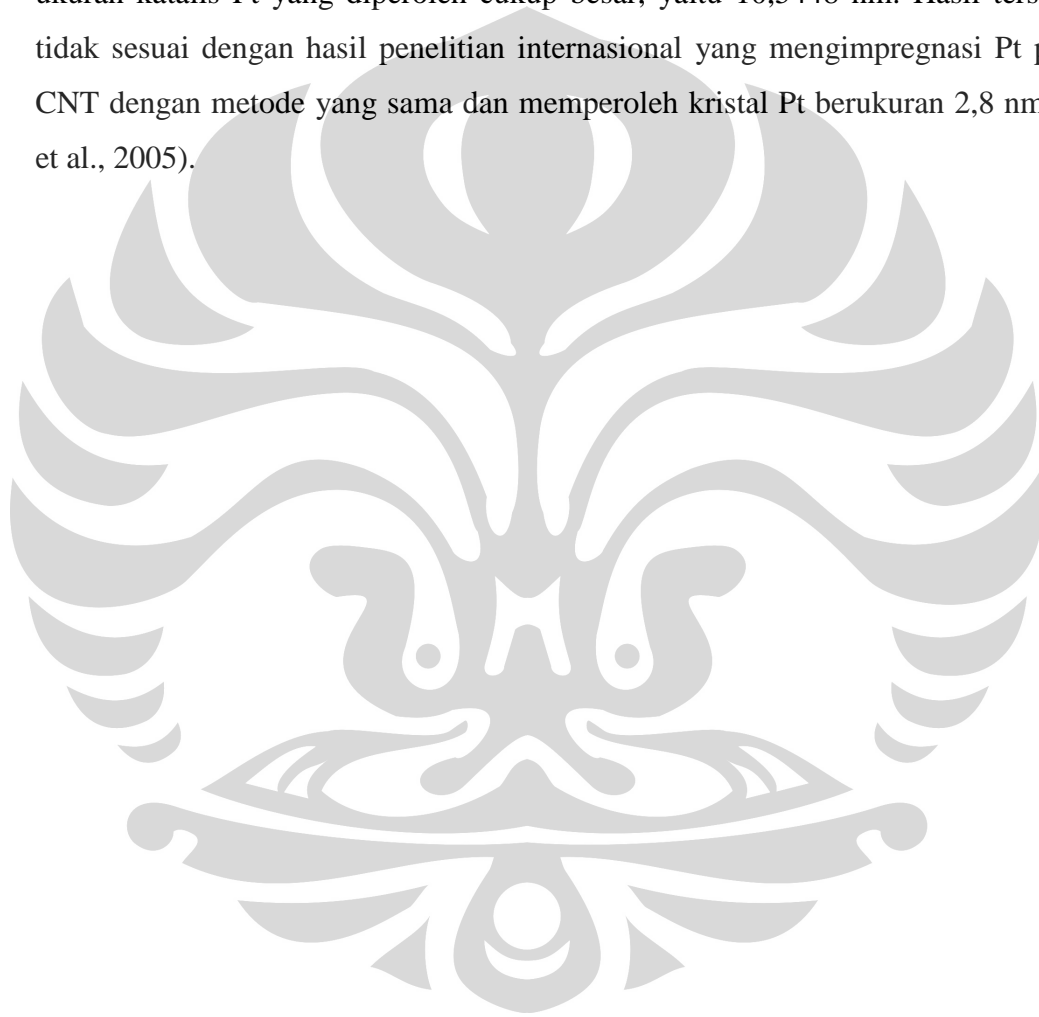 ukuran katalis Pt yang diperoleh cukup besar, yaitu nm. Hasil
tidak sesuai dengan hasil penelitian internasional yang mengimpregnasi Pt
CNT dengan metode yang sama dan memperoleh kristal Pt berukuran 2,8 nm
et al., 2005).